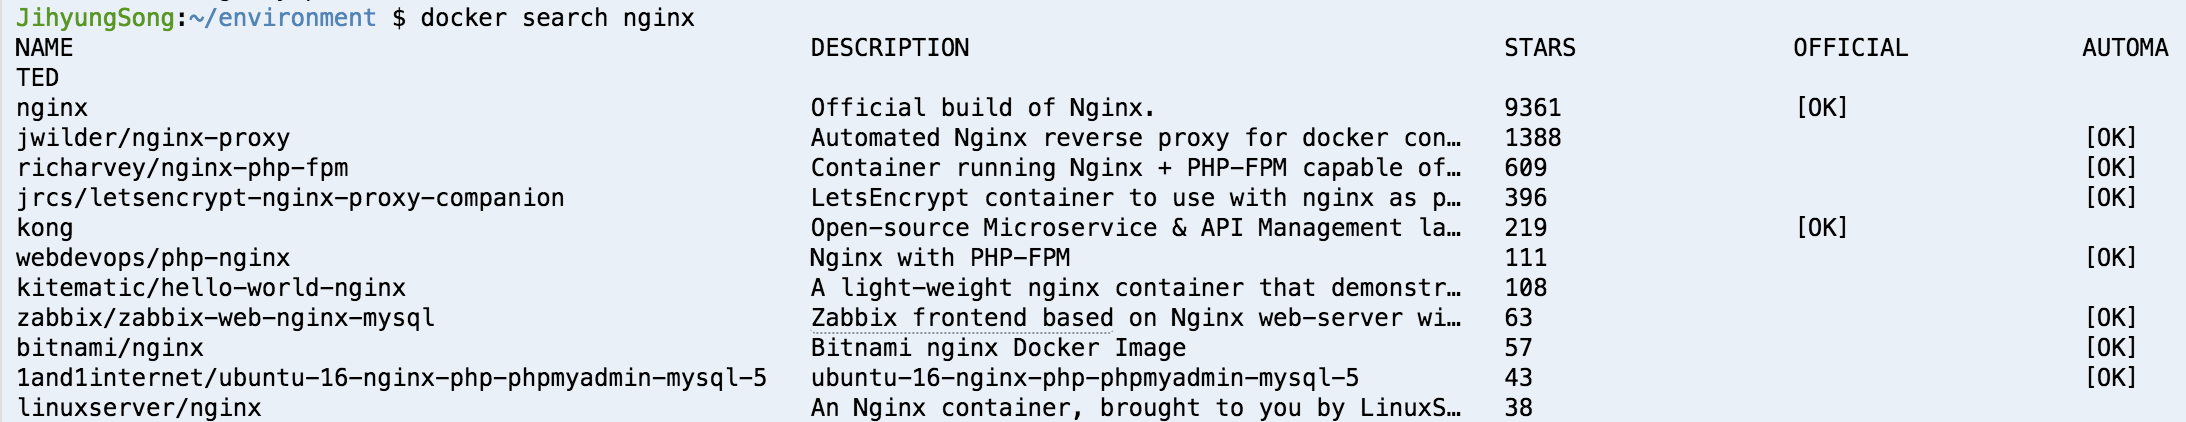 JihyungSong:~/environment $ docker search nginx
NAME DESCRIPTION STARS OFFICIAL AUTOMA
TED
nginx Official build of Nginx. 9361 [OK]
jwilder/nginx-proxy Automated Nginx reverse proxy for docker con… 1388 [OK]
richarvey/nginx-php-fpm Container running Nginx + PHP-FPM capable of… 609 [OK]
jrcs/letsencrypt-nginx-proxy-companion LetsEncrypt container to use with nginx as p… 396 [OK]
kong Open-source Microservice & API Management la… 219 [OK]
webdevops/php-nginx Nginx with PHP-FPM 111 [OK]
kitematic/hello-world-nginx A light-weight nginx container that demonstr… 108
zabbix/zabbix-web-nginx-mysql Zabbix frontend based on Nginx web-server wi… 63 [OK]
bitnami/nginx Bitnami nginx Docker Image 57 [OK]
1and1internet/ubuntu-16-nginx-php-phpmyadmin-mysql-5 ubuntu-16-nginx-php-phpmyadmin-mysql-5 43 [OK]
linuxserver/nginx An Nginx container, brought to you by LinuxS… 38